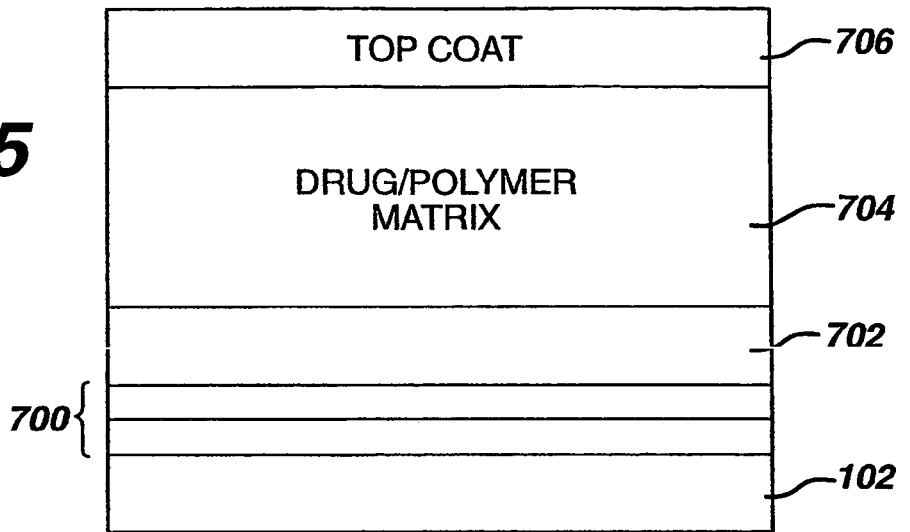 TOP COAT
706
5
DRUG/POLYMER
MATRIX
704
702
700
102